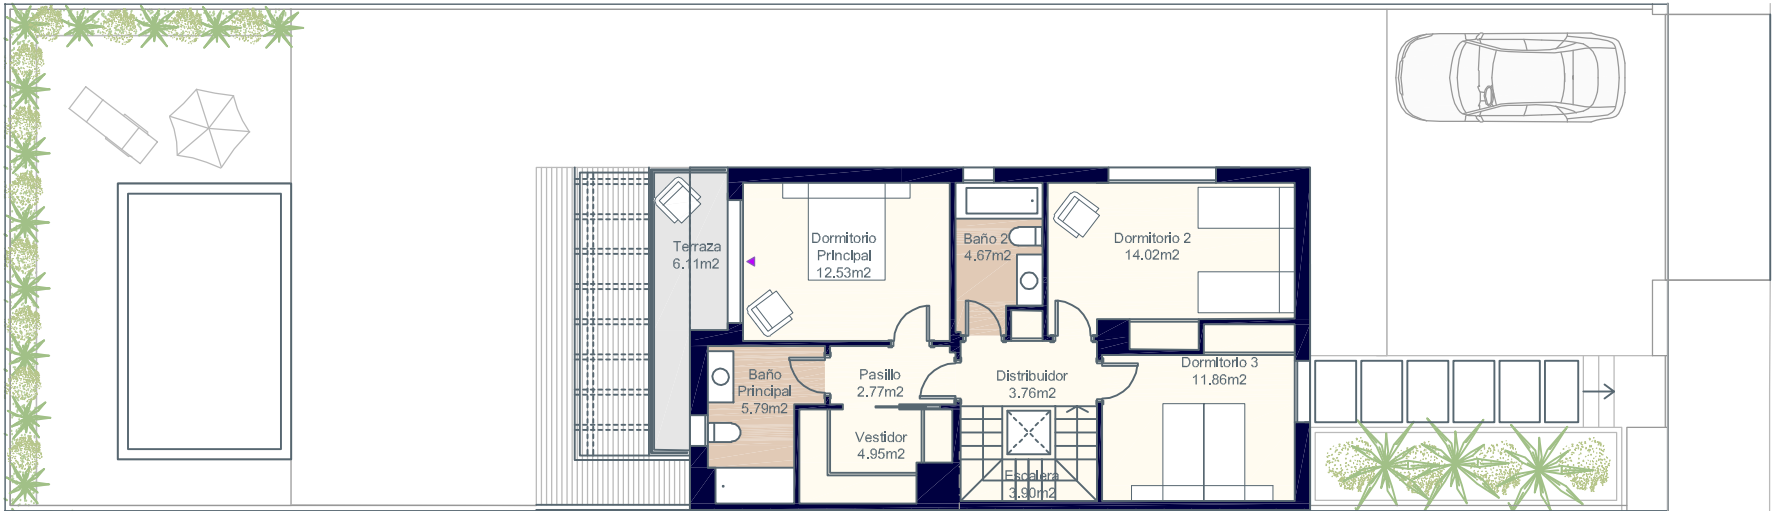 Terraza
6.11m2
Dormitorio
Principal
12.53m2
Baño 2
4.67m2
Dormitorio 2
14.02m2
Baño
Principal
5.79m2
Pasillo
2.77m2
Distribuidor
3.76m2
Dormitorio 3
11.86m2
Vestidor
4.95m2
Escalera
3.90m2